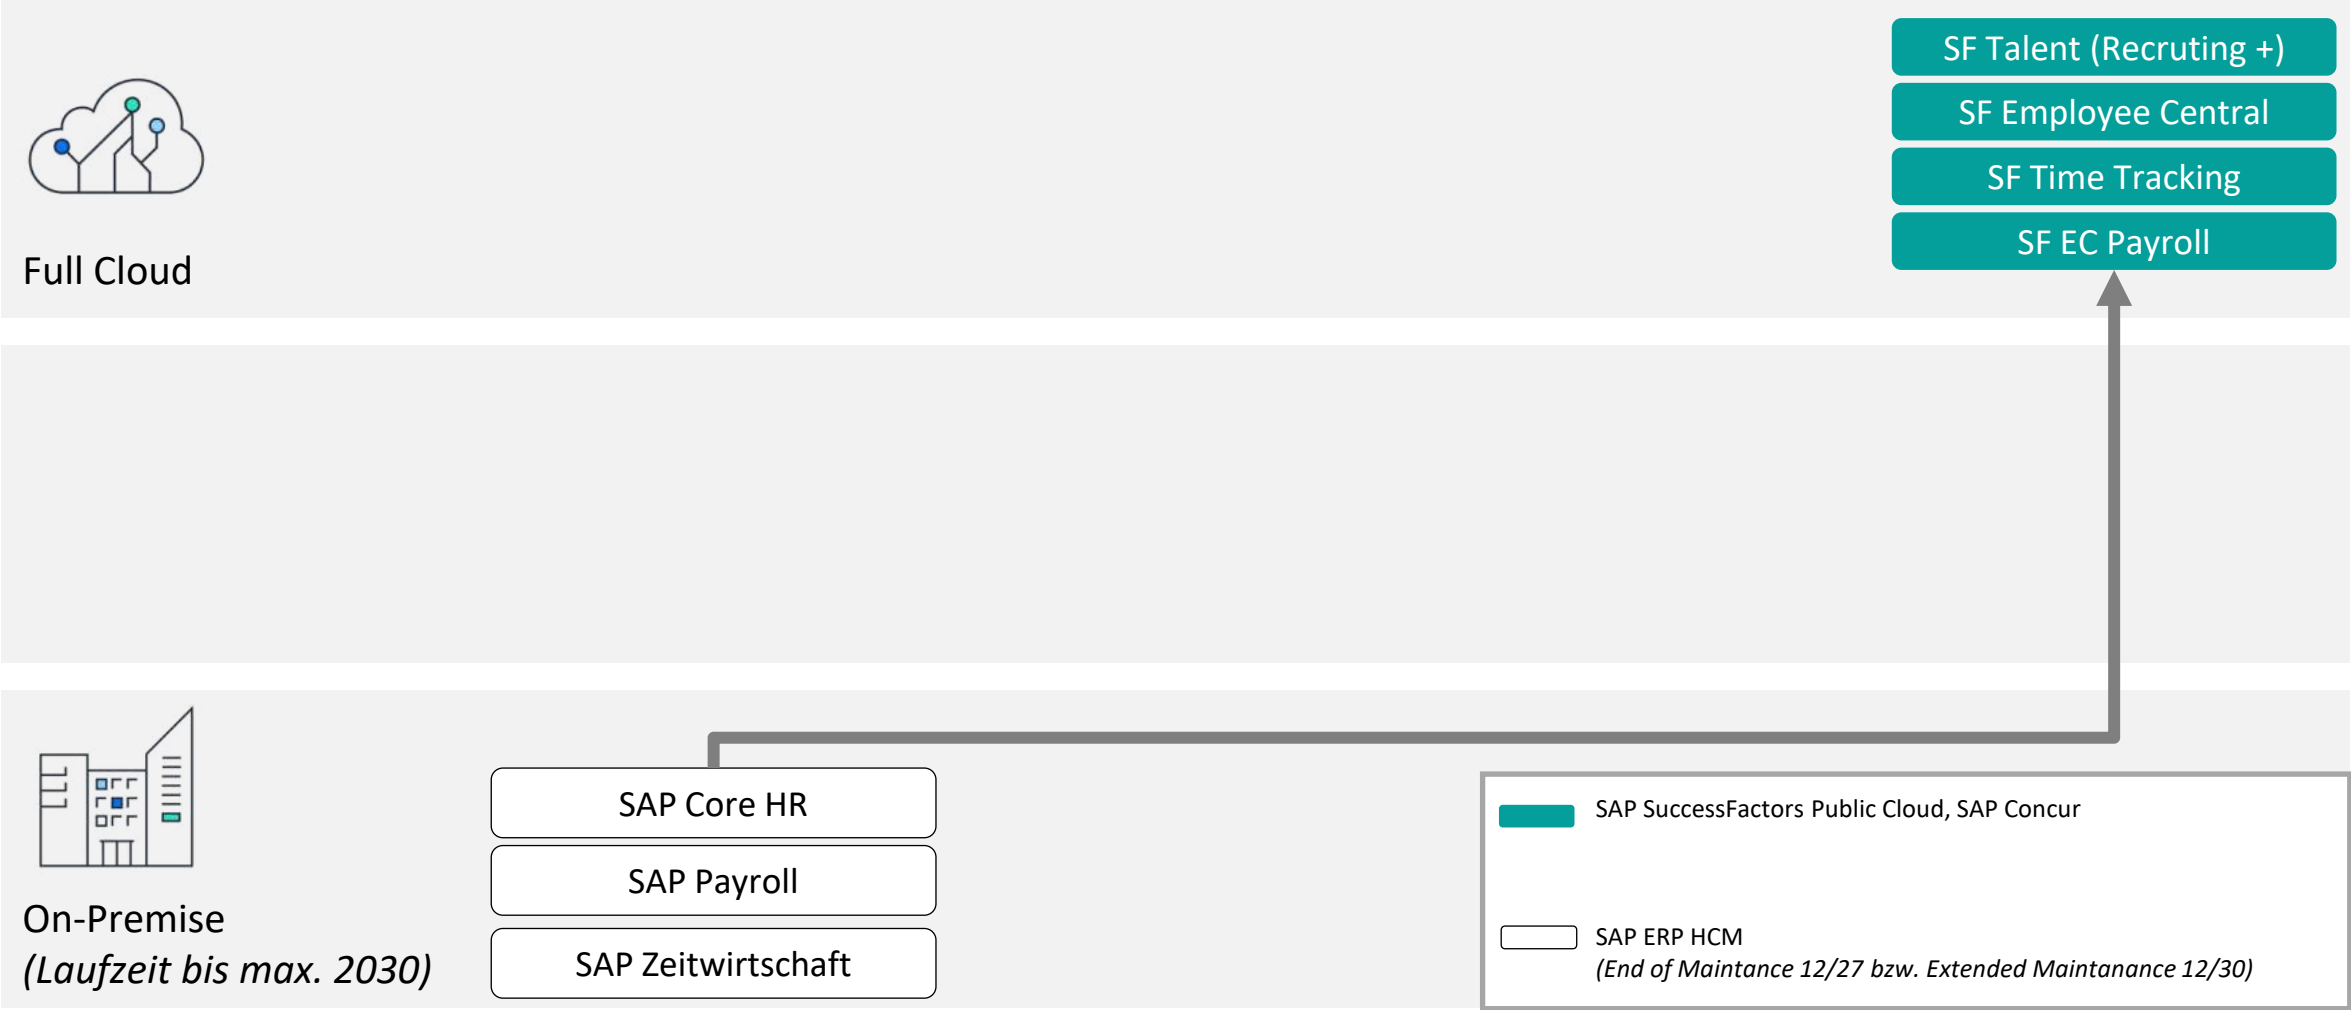 SF Talent (Recruting +)
SF Employee Central
SF Time Tracking
SF EC Payroll
Full Cloud
SAP Core HR
SAP Payroll
SAP Zeitwirtschaft
On-Premise
(Laufzeit bis max. 2030)
SAP SuccessFactors Public Cloud, SAP Concur
SAP ERP HCM
(End of Maintance 12/27 bzw. Extended Maintanance 12/30)